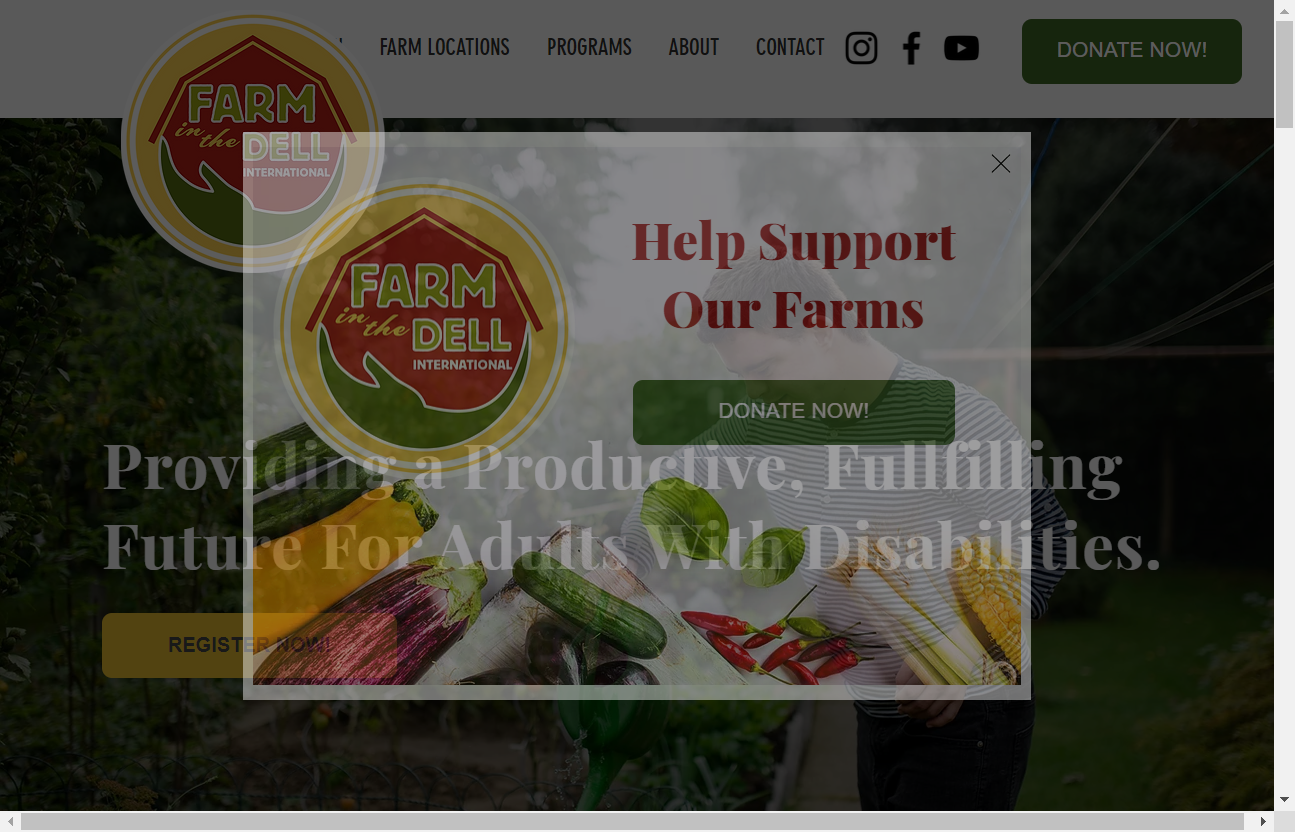 FARM LOCATIONS
PROGRAMS
ABOUT
CONTACT
DONATE NOW!
FARM
in the
DELL
INTERNATIONAL
Help Support
Our Farms
FARM
in the
DELL
INTERNATIONAL
DONATE NOW!
Providing a Productive, Fullfilling
Future For Adults With Disabilities.
REGISTER NOW!